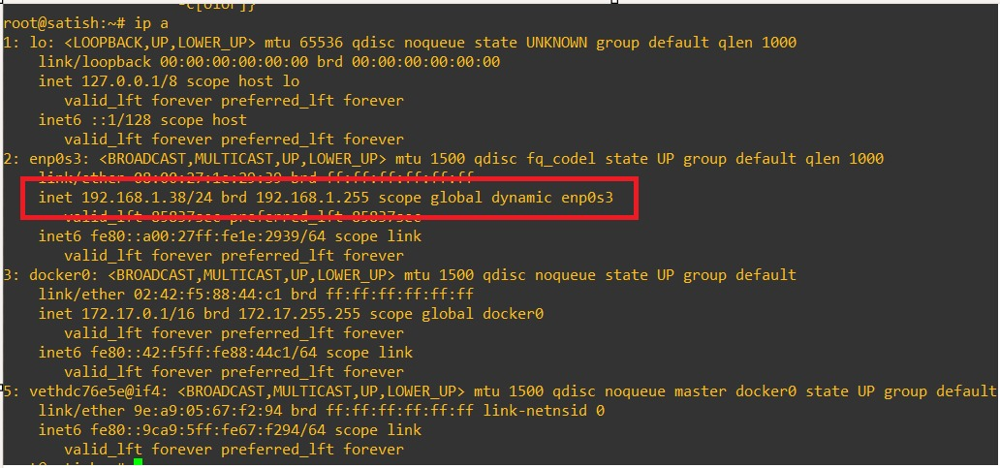 root@satish:~# ip a
1: lo: <LOOPBACK,UP,LOWER_UP> mtu 65536 qdisc noqueue state UNKNOWN group default qlen 1000
    link/loopback 00:00:00:00:00:00 brd 00:00:00:00:00:00
    inet 127.0.0.1/8 scope host lo
       valid_lft forever preferred_lft forever
    inet6 ::1/128 scope host
       valid_lft forever preferred_lft forever
2: enp0s3: <BROADCAST,MULTICAST,UP,LOWER_UP> mtu 1500 qdisc fq_codel state UP group default qlen 1000
    link/ether 08:00:27:1e:29:39 brd ff:ff:ff:ff:ff:ff
    inet 192.168.1.38/24 brd 192.168.1.255 scope global dynamic enp0s3
       valid_lft 85837sec preferred_lft 85837sec
    inet6 fe80::a00:27ff:fe1e:2939/64 scope link
       valid_lft forever preferred_lft forever
3: docker0: <BROADCAST,MULTICAST,UP,LOWER_UP> mtu 1500 qdisc noqueue state UP group default
    link/ether 02:42:f5:88:44:c1 brd ff:ff:ff:ff:ff:ff
    inet 172.17.0.1/16 brd 172.17.255.255 scope global docker0
       valid_lft forever preferred_lft forever
    inet6 fe80::42:f5ff:fe88:44c1/64 scope link
       valid_lft forever preferred_lft forever
5: vethdc76e5e@if4: <BROADCAST,MULTICAST,UP,LOWER_UP> mtu 1500 qdisc noqueue master docker0 state UP group default
    link/ether 9e:a9:05:67:f2:94 brd ff:ff:ff:ff:ff:ff link-netnsid 0
    inet6 fe80::9ca9:5ff:fe67:f294/64 scope link
       valid_lft forever preferred_lft forever